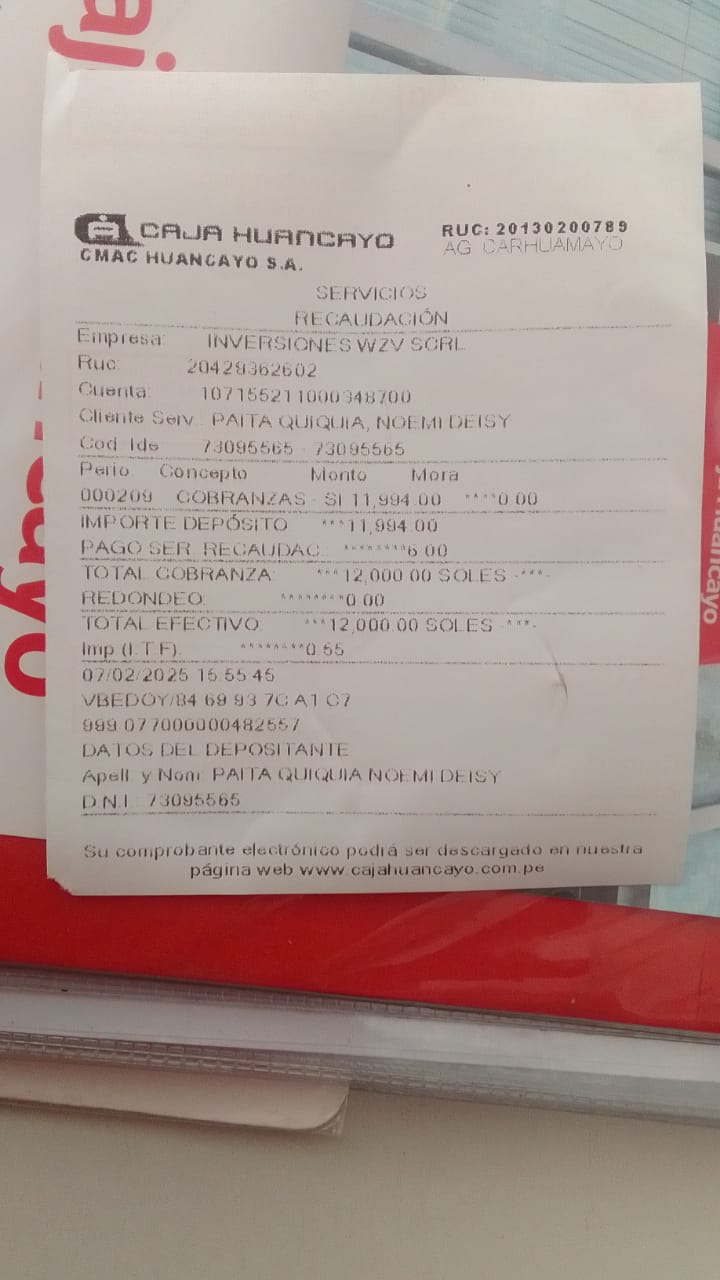 CAJA HUANCAYO
CMAC HUANCAYO S.A.
RUC: 20130200789
AG. CARHUAMAYO
SERVICIOS
RECAUDACIÓN
Empresa: INVERSIONES WZV SCRL
Ruc: 20429362602
Cuenta: 107155211000348700
Cliente Serv.: PAITA QUIQUIA, NOEMI DEISY
Cod. Ide 73095565 - 73095565
Perio. Concepto Monto Mora
000209 COBRANZAS - SI 11,994.00 ****0.00
IMPORTE DEPÓSITO ***11,994.00
PAGO SER. RECAUDAC.: ********6.00
TOTAL COBRANZA: ***12,000.00 SOLES -***-
REDONDEO: ********0.00
TOTAL EFECTIVO: ***12,000.00 SOLES -***-
Imp (I.T.F). ********0.55
07/02/2025 15:55:45
VBEDOY/84 69 93 7C A1 C7
999 077000000482557
DATOS DEL DEPOSITANTE
Apell. y Nom: PAITA QUIQUIA NOEMI DEISY
D.N.I. 73095565
Su comprobante electrónico podrá ser descargado en nuestra
página web www.cajahuancayo.com.pe